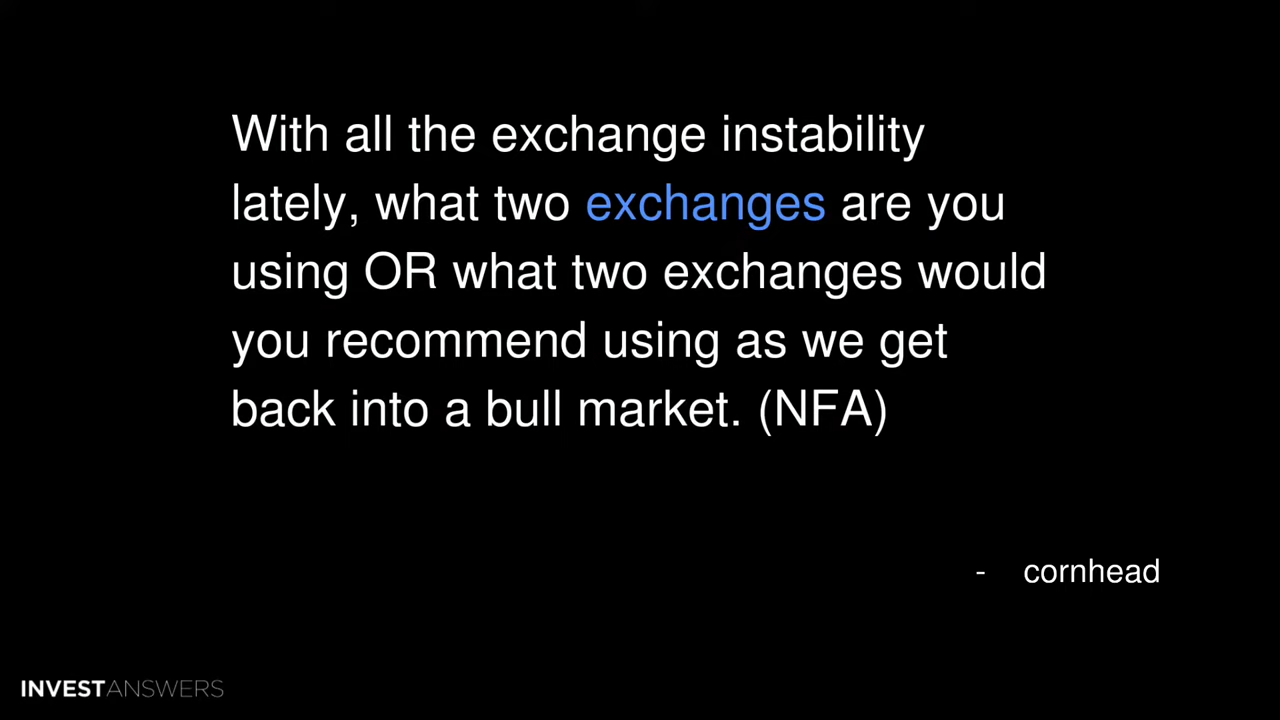 With all the exchange instability
lately, what two exchanges are you
using OR what two exchanges would
you recommend using as we get
back into a bull market. (NFA)
- cornhead
INVESTANSWERS